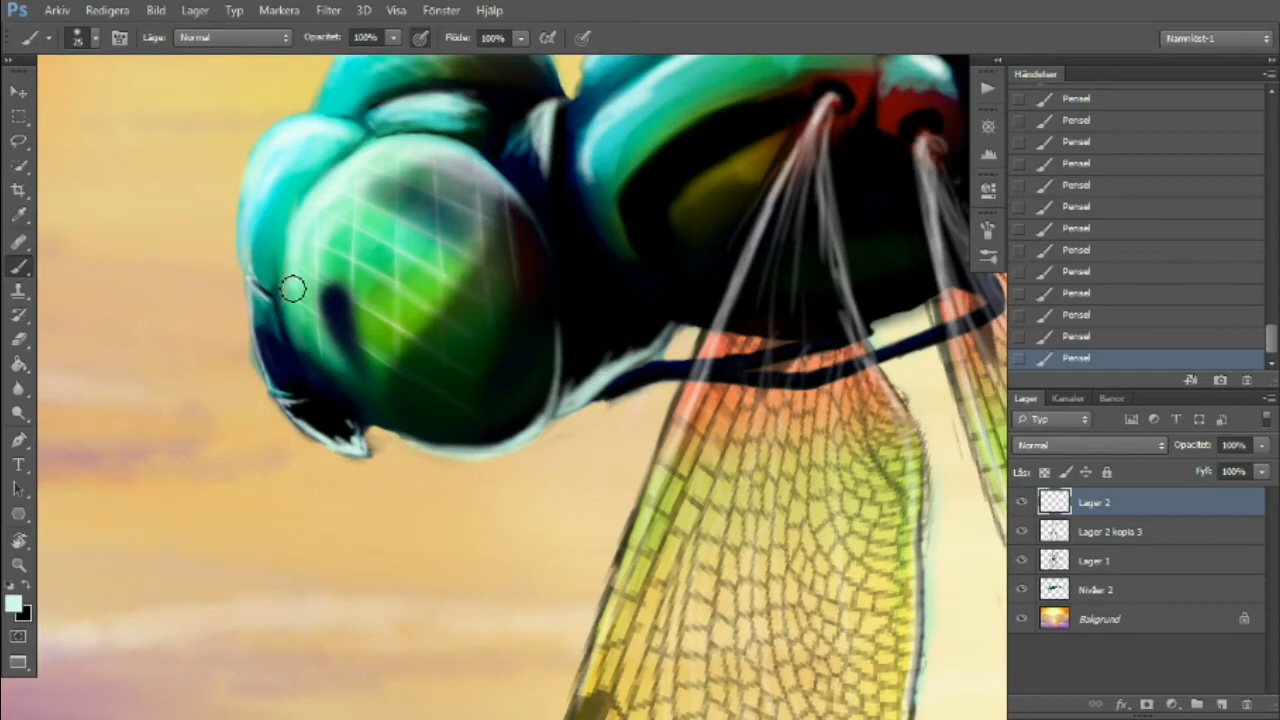 Ps Arkiv Redigera Bild Lager Typ Markera Filter 3D Visa Fönster Hjälp
25 Läge: Normal Opacitet: 100% Flöde: 100% Namnlöst-1
Händelser
Pensel
Pensel
Pensel
Pensel
Pensel
Pensel
Pensel
Pensel
Pensel
Pensel
Pensel
Pensel
Pensel
Lager Kanaler Banor
Typ
Normal Opacitet: 100%
Lås: Fyll: 100%
Lager 2
Lager 2 kopia 3
Lager 1
Nivåer 2
Bakgrund